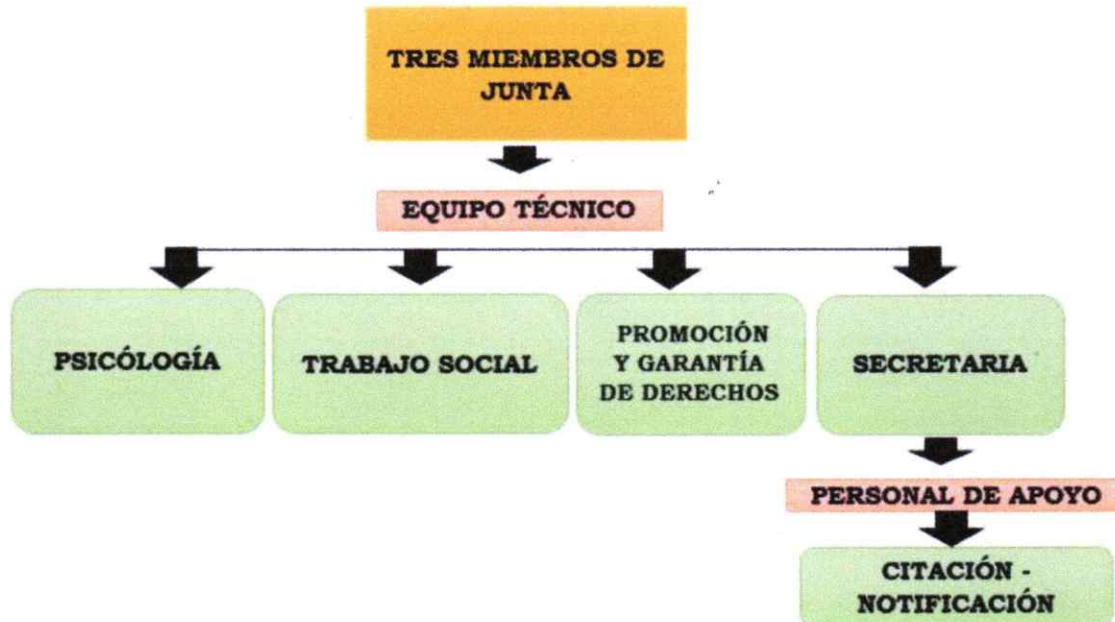 TRES MIEMBROS DE
JUNTA
EQUIPO TÉCNICO
PSICÓLOGÍA
TRABAJO SOCIAL
PROMOCIÓN
Y GARANTÍA
DE DERECHOS
SECRETARIA
PERSONAL DE APOYO
CITACIÓN -
NOTIFICACIÓN